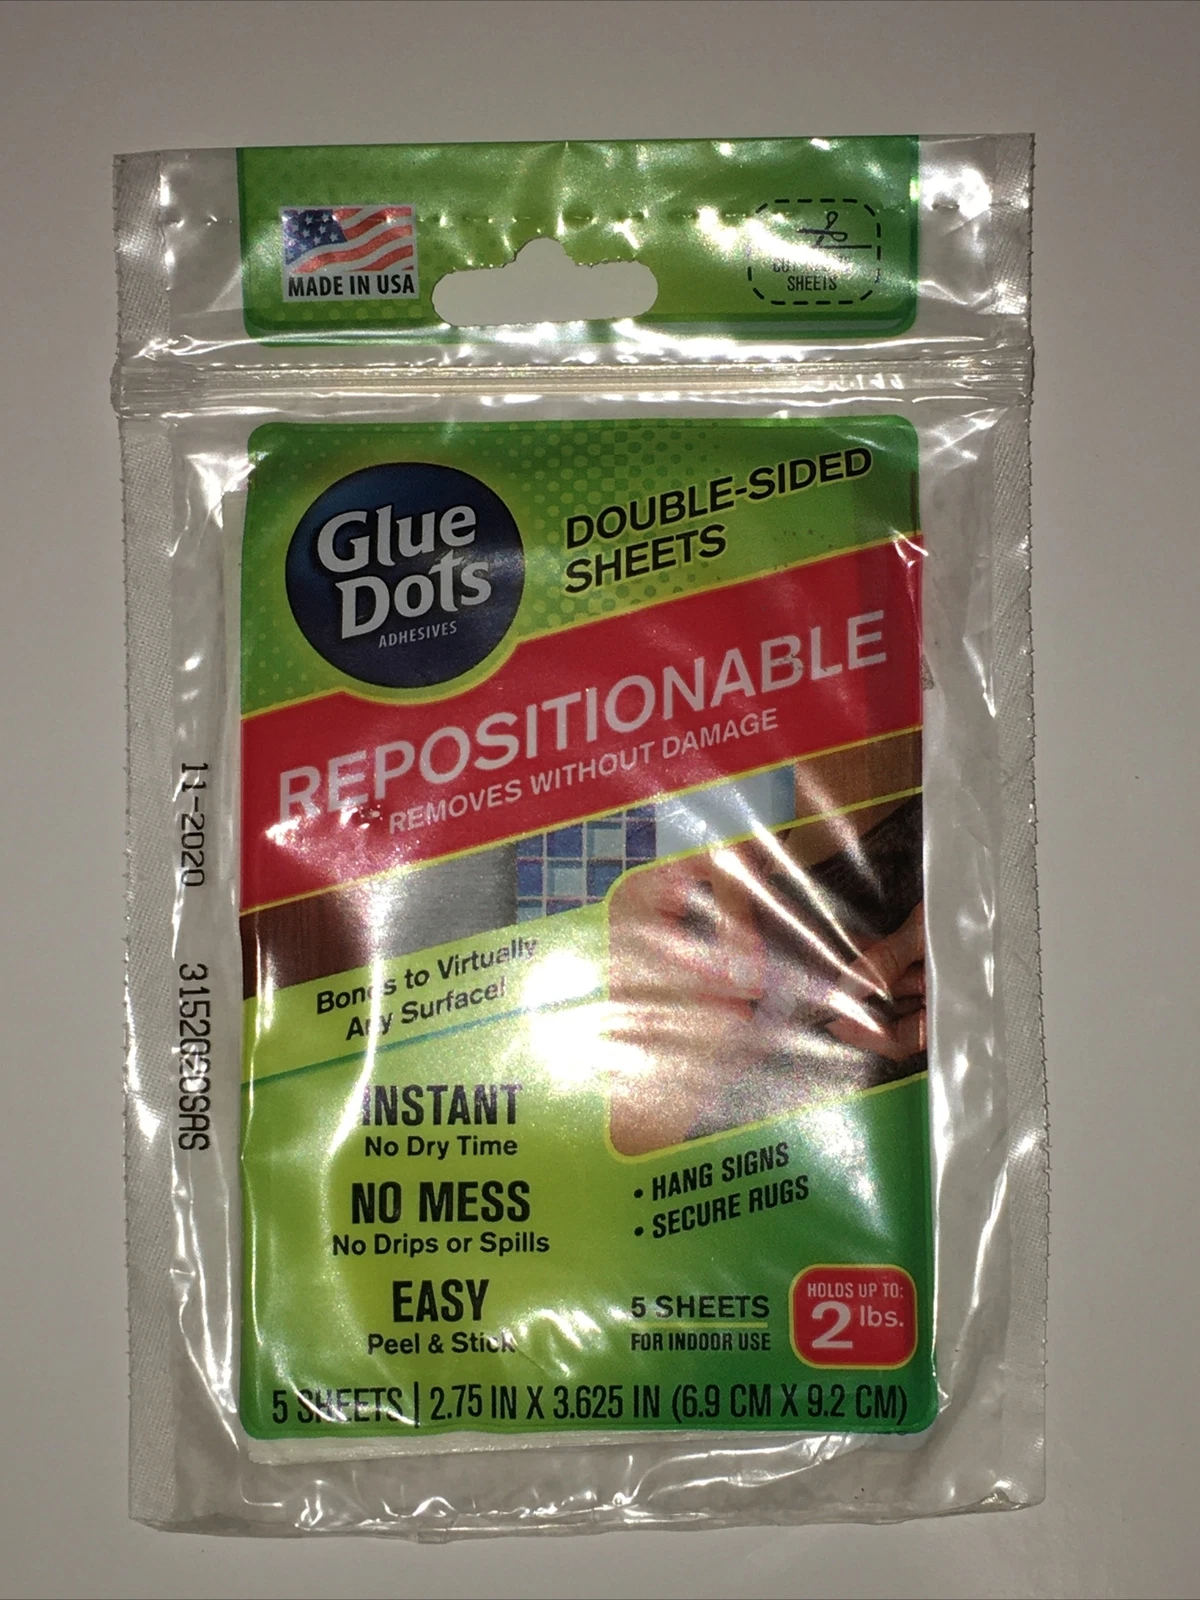 MADE IN USA
SHEETS
Glue
Dots
ADHESIVES
DOUBLE-SIDED
SHEETS
REPOSITIONABLE
REMOVES WITHOUT DAMAGE
Bonds to Virtually
Any Surface!
INSTANT
No Dry Time
NO MESS
No Drips or Spills
EASY
Peel & Stick
• HANG SIGNS
• SECURE RUGS
5 SHEETS
FOR INDOOR USE
HOLDS UP TO:
2 lbs.
5 SHEETS | 2.75 IN X 3.625 IN (6.9 CM X 9.2 CM)
11-2020 315202OSAS